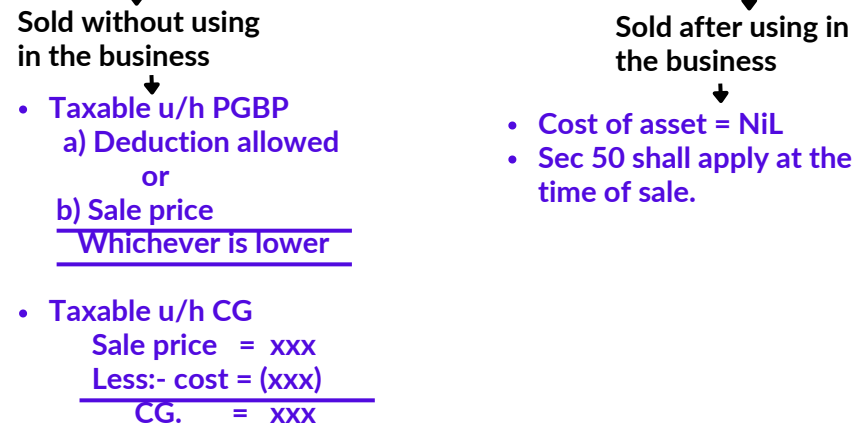 Sold without using
in the business
• Taxable u/h PGBP
a) Deduction allowed
or
b) Sale price
Whichever is lower
• Taxable u/h CG
Sale price = xxx
Less:- cost = (xxx)
CG. = xxx
Sold after using in
the business
• Cost of asset = NiL
• Sec 50 shall apply at the
time of sale.